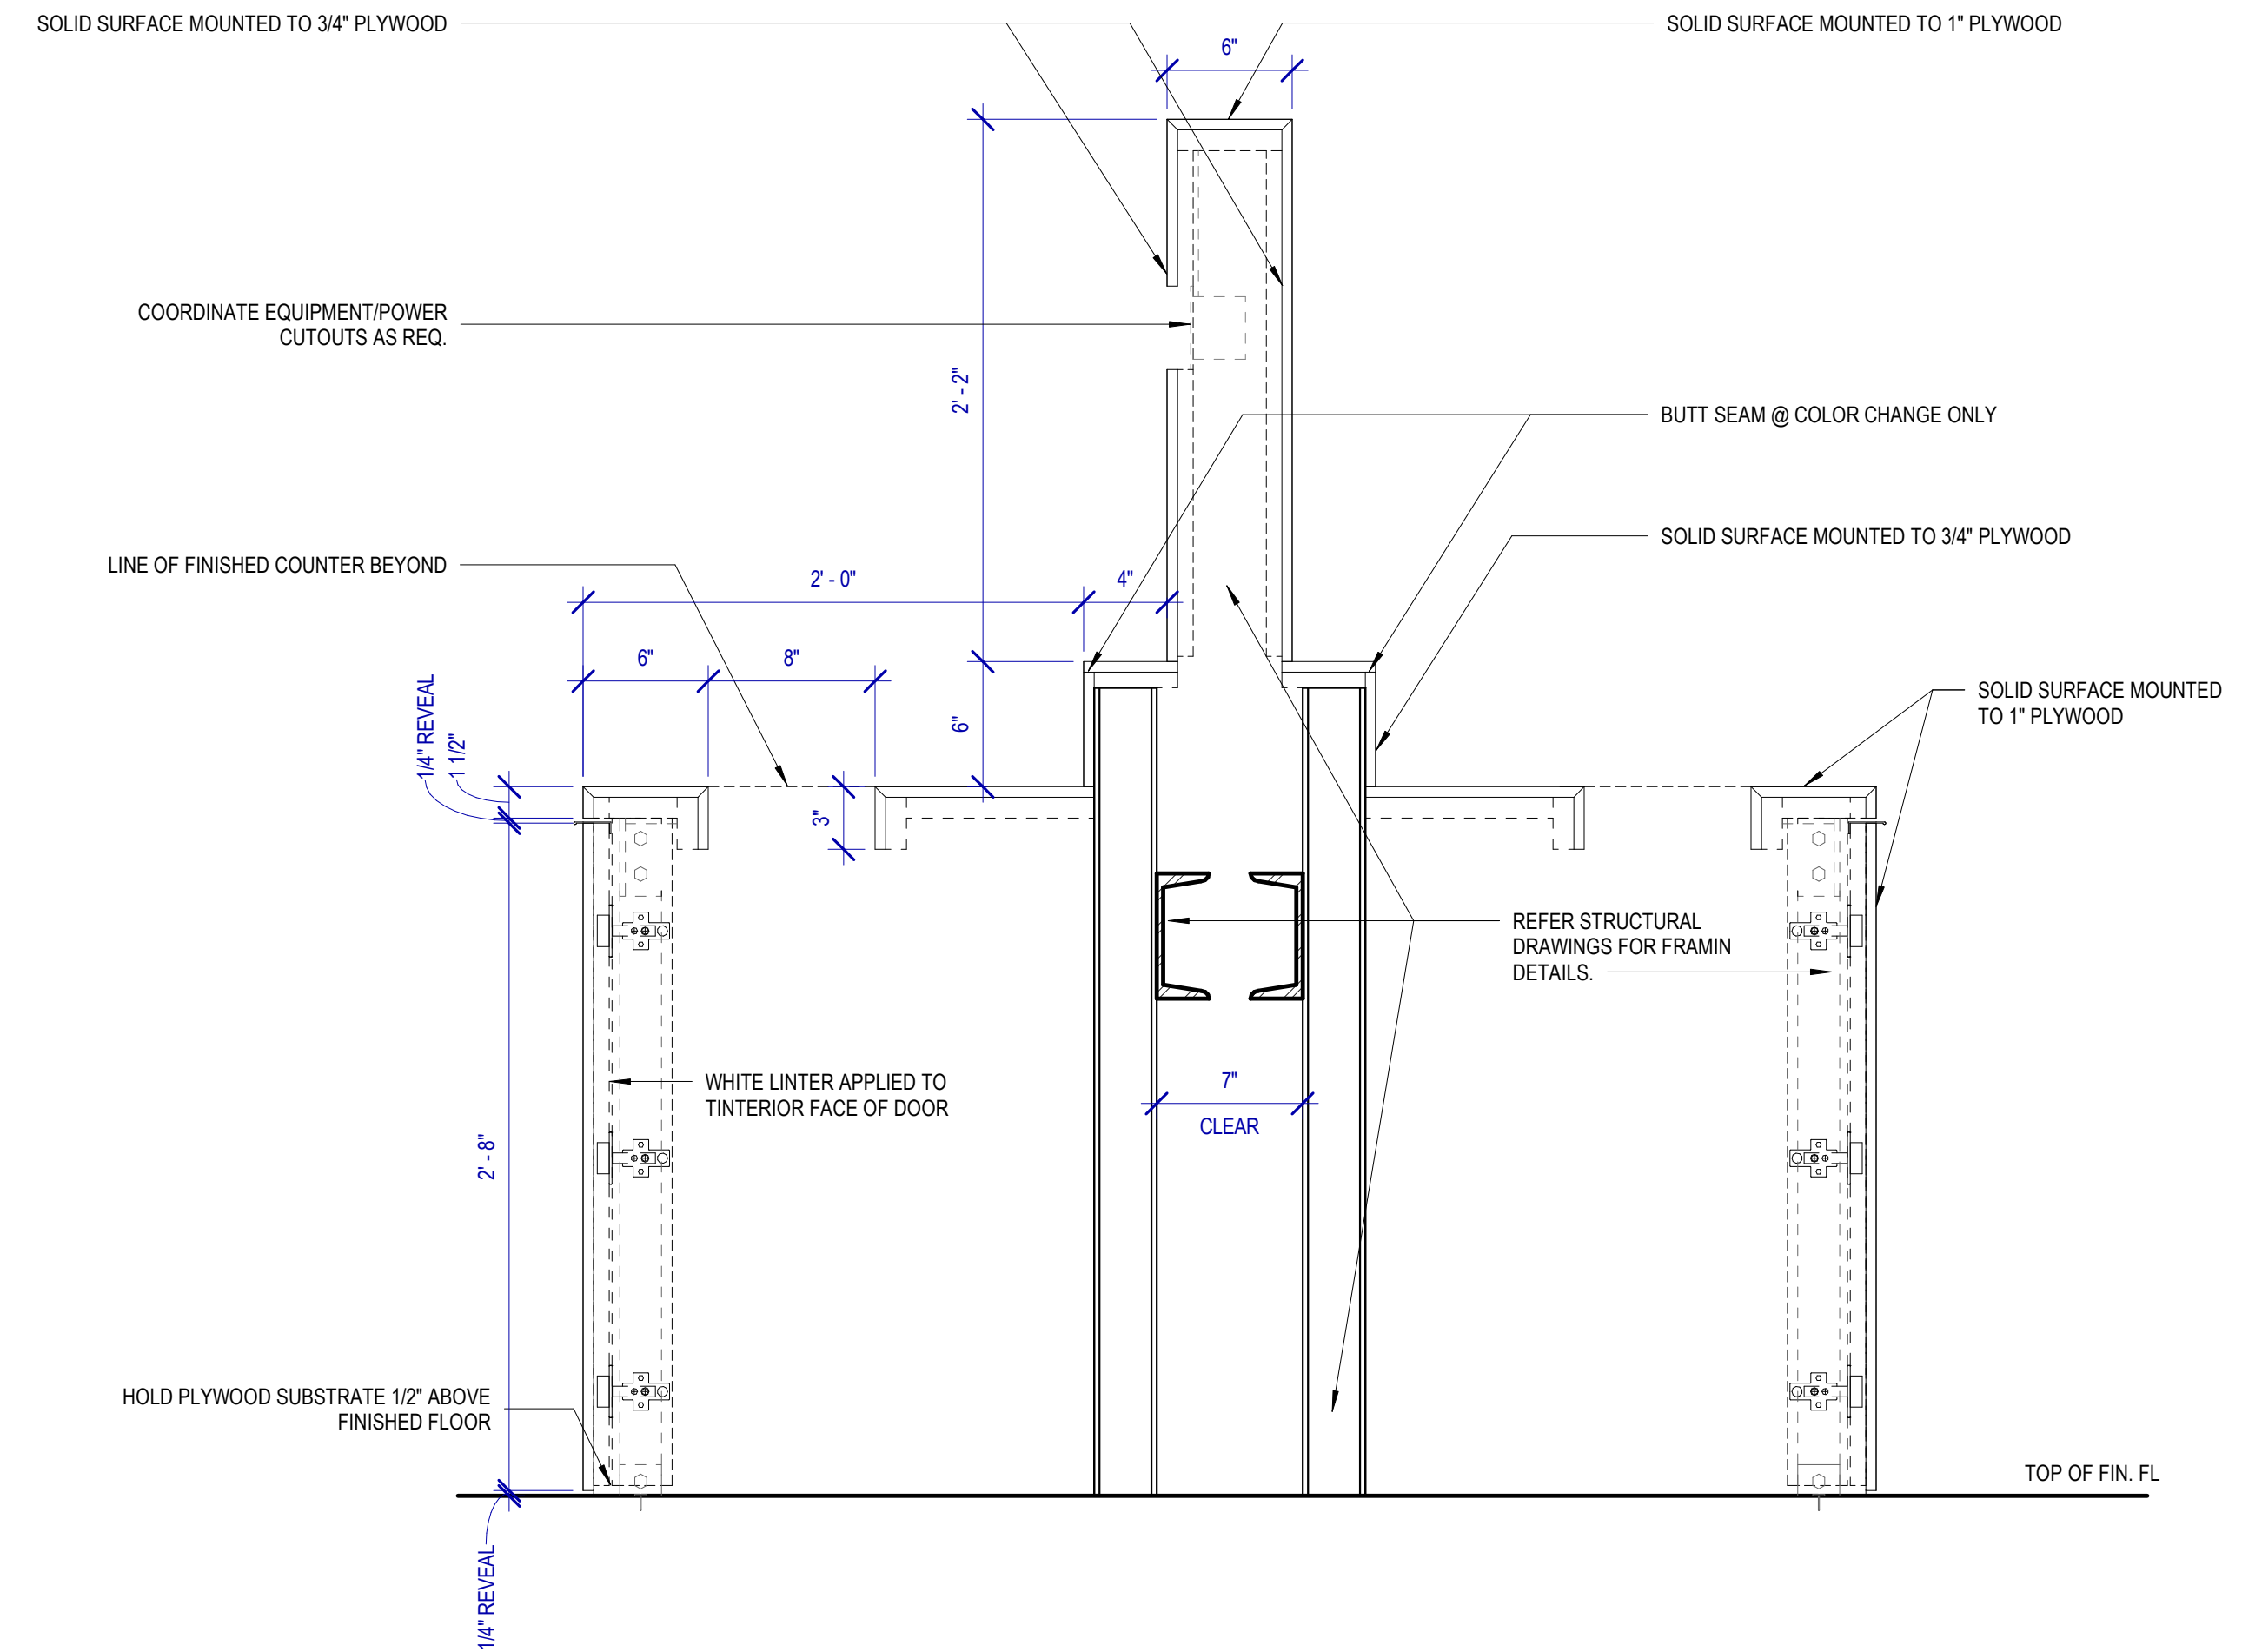 SOLID SURFACE MOUNTED TO 3/4" PLYWOOD
SOLID SURFACE MOUNTED TO 1" PLYWOOD
6"
COORDINATE EQUIPMENT/POWER
CUTOUTS AS REQ.
2' - 2"
BUTT SEAM @ COLOR CHANGE ONLY
SOLID SURFACE MOUNTED TO 3/4" PLYWOOD
LINE OF FINISHED COUNTER BEYOND
2' - 0"
4"
6"
8"
1/4" REVEAL
1 1/2"
6"
3"
SOLID SURFACE MOUNTED
TO 1" PLYWOOD
REFER STRUCTURAL
DRAWINGS FOR FRAMIN
DETAILS.
WHITE LINTER APPLIED TO
TINTERIOR FACE OF DOOR
7"
CLEAR
2' - 8"
HOLD PLYWOOD SUBSTRATE 1/2" ABOVE
FINISHED FLOOR
TOP OF FIN. FL
1/4" REVEAL